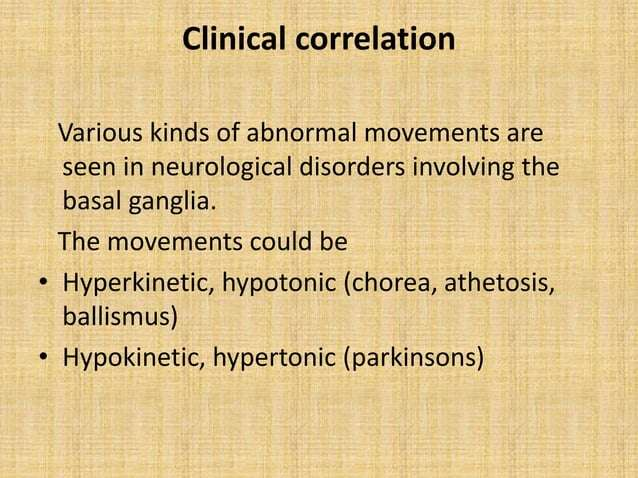 Clinical correlation
Various kinds of abnormal movements are
seen in neurological disorders involving the
basal ganglia.
The movements could be
• Hyperkinetic, hypotonic (chorea, athetosis,
ballismus)
• Hypokinetic, hypertonic (parkinsons)